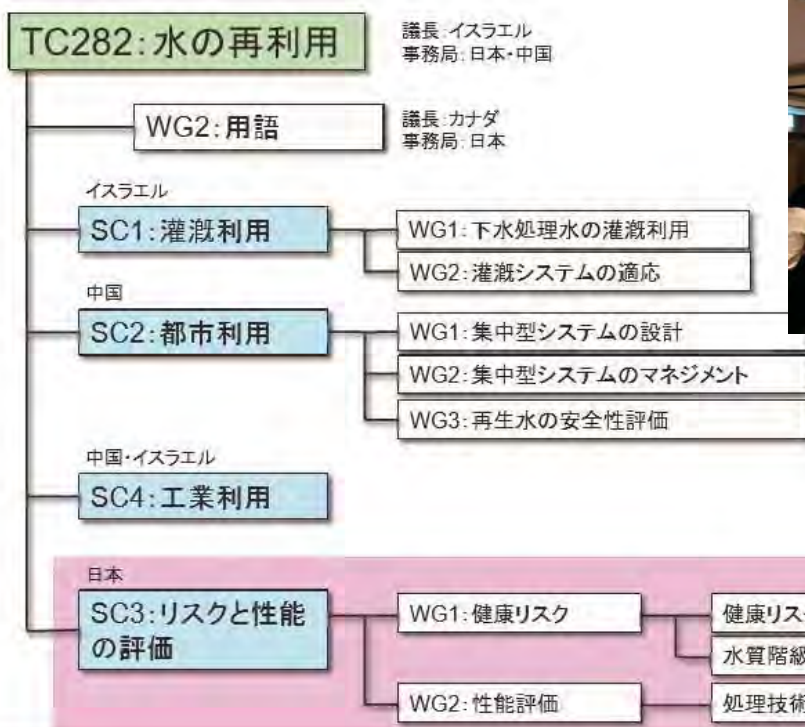 TC282:水の再利用
議長:イスラエル
事務局:日本・中国
WG2:用語
議長:カナダ
事務局:日本
イスラエル
SC1:灌漑利用
WG1:下水処理水の灌漑利用
WG2:灌漑システムの適応
中国
SC2:都市利用
WG1:集中型システムの設計
WG2:集中型システムのマネジメント
WG3:再生水の安全性評価
中国・イスラエル
SC4:工業利用
日本
SC3:リスクと性能
の評価
WG1:健康リスク
健康リス
水質階級
WG2:性能評価
処理技術